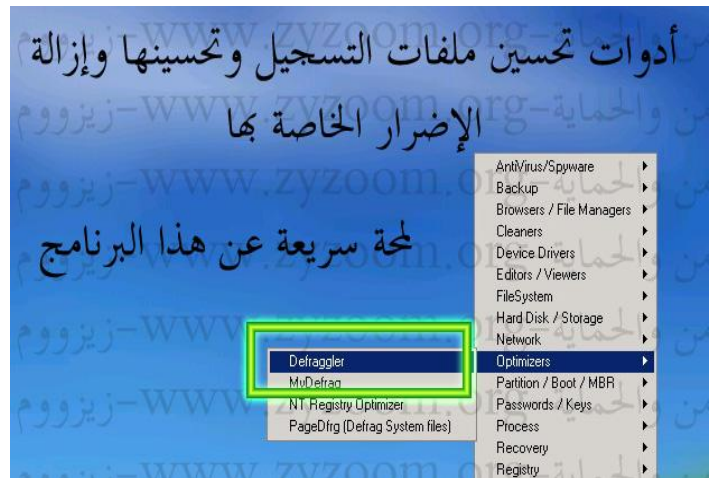 أدوات تحسين ملفات التسجيل وتحسينها وإزالة
الإضرار الخاصة بها
لمحة سريعة عن هذا البرنامج
AntiVirus/Spyware
Backup
Browsers / File Managers
Cleaners
Device Drivers
Editors / Viewers
FileSystem
Hard Disk / Storage
Network
Optimizers
Partition / Boot / MBR
Passwords / Keys
Process
Recovery
Registry
Defraggler
MyDefrag
NT Registry Optimizer
PageDfrg (Defrag System files)
www.zyzoom.org